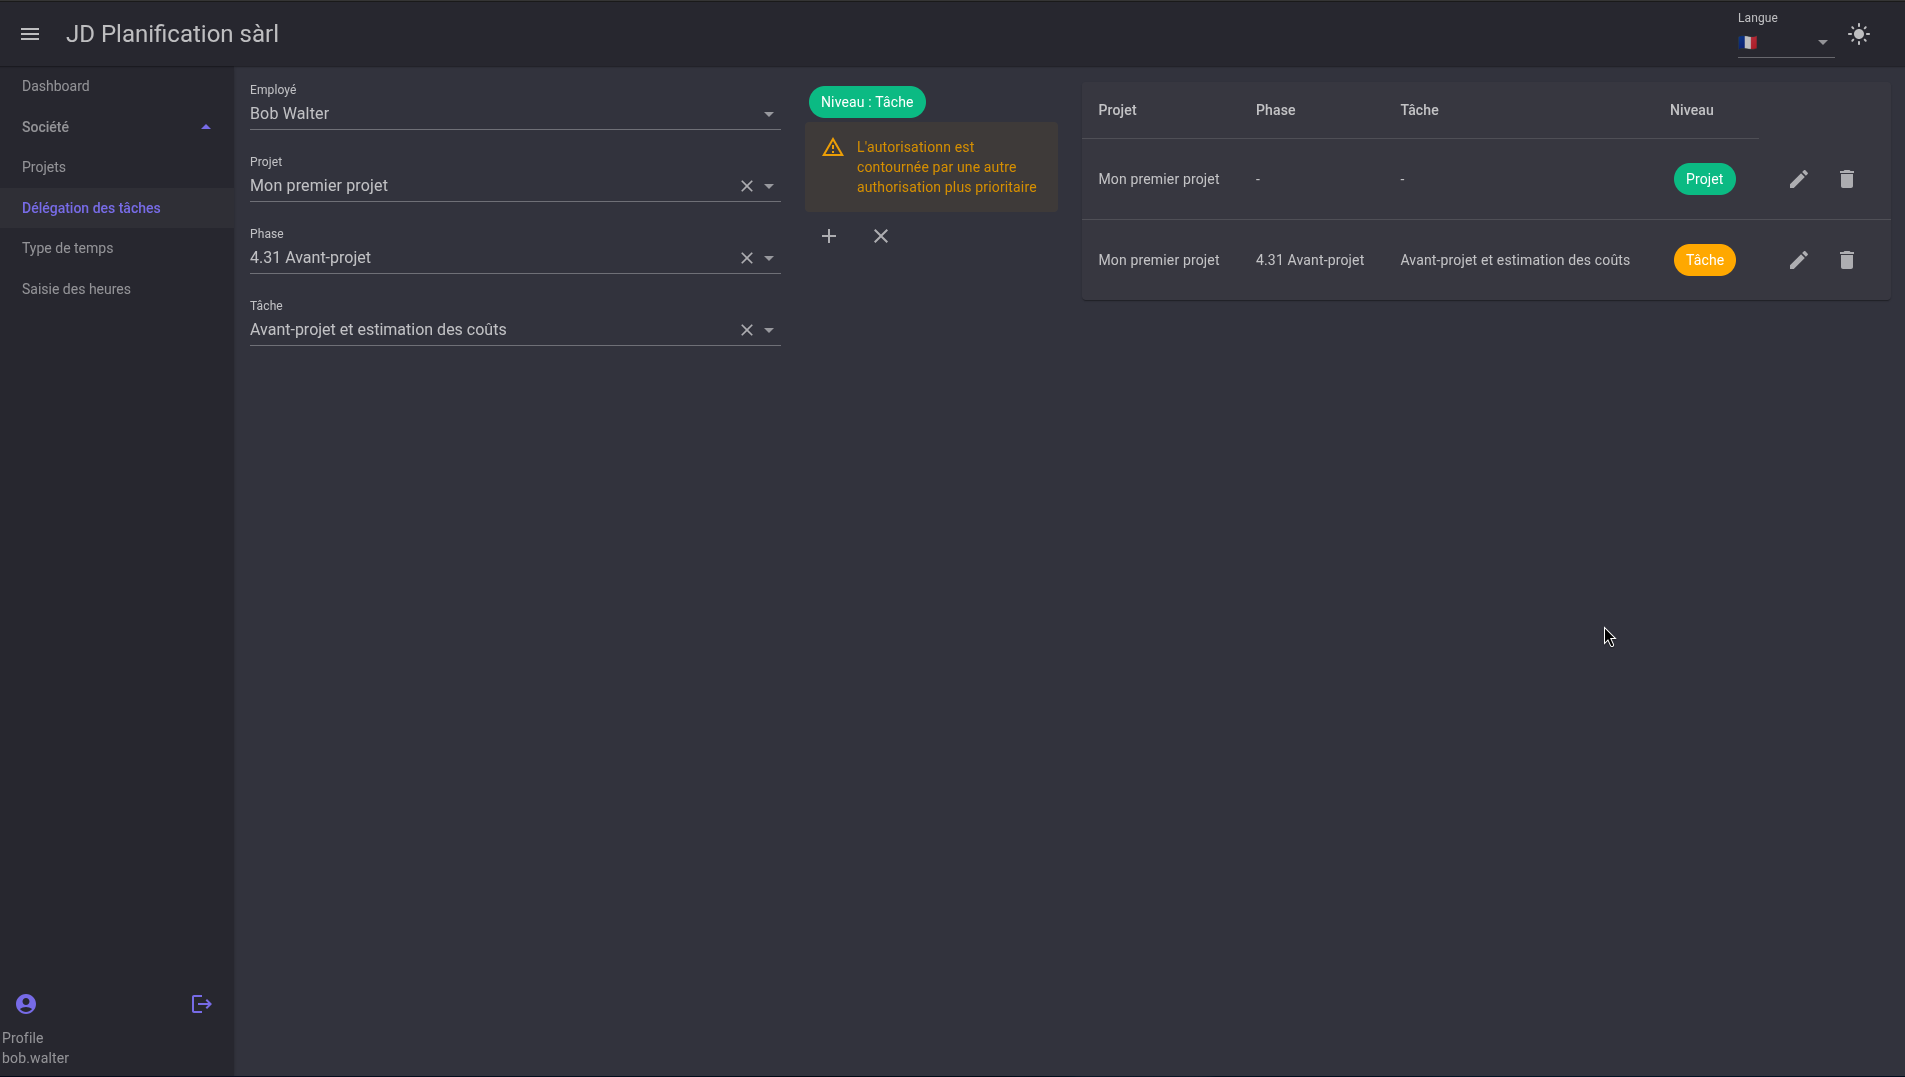 JD Planification sàrl
Langue
Dashboard
Société
Projets
Délégation des tâches
Type de temps
Saisie des heures
Profile
bob.walter
Employé
Bob Walter
Projet
Mon premier projet
Phase
4.31 Avant-projet
Tâche
Avant-projet et estimation des coûts
Niveau : Tâche
L'autorisationn est
contournée par une autre
authorisation plus prioritaire
Projet Phase Tâche Niveau
Mon premier projet - - Projet
Mon premier projet 4.31 Avant-projet Avant-projet et estimation des coûts Tâche